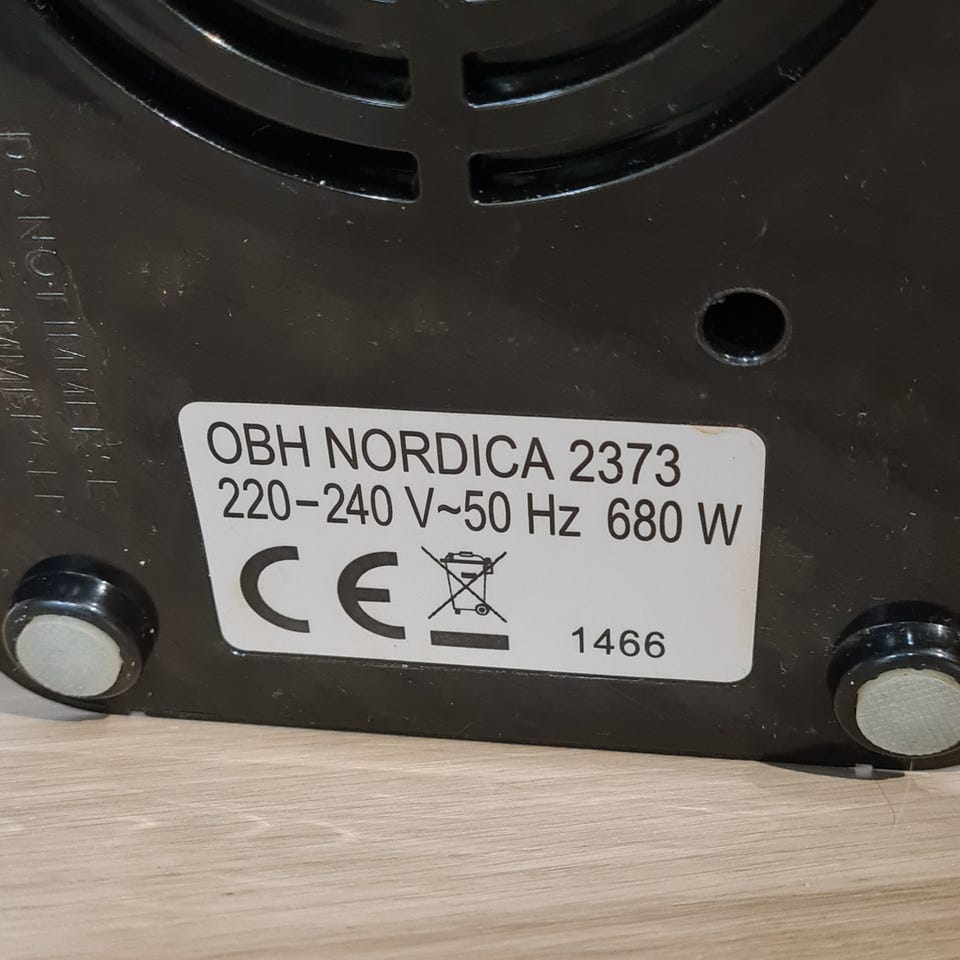 OBH NORDICA 2373
220-240 V~50 Hz 680 W
CE
1466
DO NOT IMMERSE